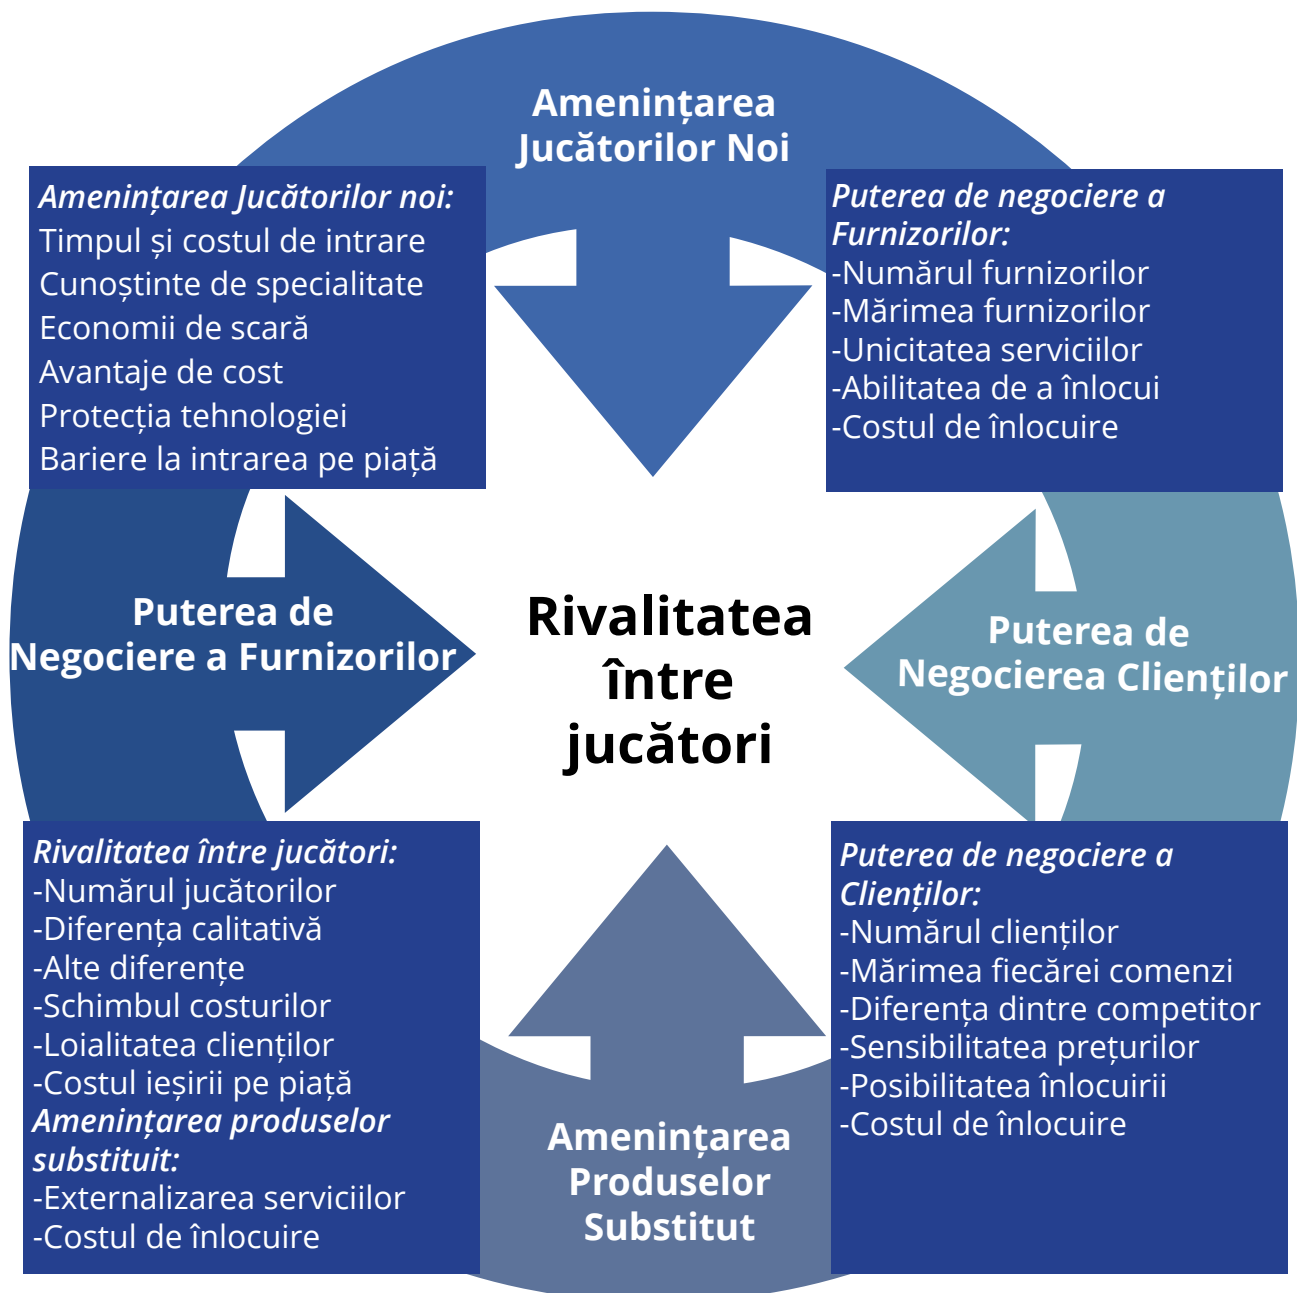 Amenințarea
Jucătorilor Noi
Amenințarea Jucătorilor noi:
Timpul și costul de intrare
Cunoștinte de specialitate
Economii de scară
Avantaje de cost
Protecția tehnologiei
Bariere la intrarea pe piață
Puterea de negociere a
Furnizorilor:
-Numărul furnizorilor
-Mărimea furnizorilor
-Unicitatea serviciilor
-Abilitatea de a înlocui
-Costul de înlocuire
Puterea de
Negociere a Furnizorilor
Rivalitatea
între
jucători
Puterea de
Negocierea Clienților
Rivalitatea între jucători:
-Numărul jucătorilor
-Diferența calitativă
-Alte diferențe
-Schimbul costurilor
-Loialitatea clienților
-Costul ieșirii pe piață
Amenințarea produselor
substituit:
-Externalizarea serviciilor
-Costul de înlocuire
Amenințarea
Produselor
Substitut
Puterea de negociere a
Clienților:
-Numărul clienților
-Mărimea fiecărei comenzi
-Diferența dintre competitor
-Sensibilitatea prețurilor
-Posibilitatea înlocuirii
-Costul de înlocuire